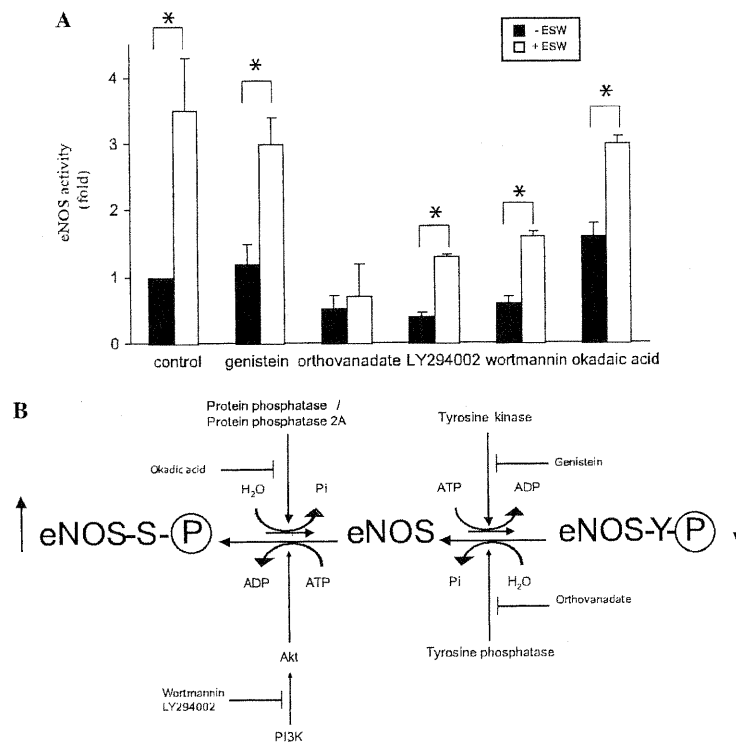 A
*
- ESW
+ ESW
*
*
*
*
eNOS activity
(fold)
4
3
2
1
0
control genistein orthovanadate LY294002 wortmannin okadaic acid
B
Protein phosphatase /
Protein phosphatase 2A
Tyrosine kinase
Okadic acid
Genistein
H2O Pi
ATP ADP
eNOS-S-P
eNOS
eNOS-Y-P
ADP ATP
Pi H2O
Orthovanadate
Akt
Tyrosine phosphatase
Wortmannin
LY294002
PI3K